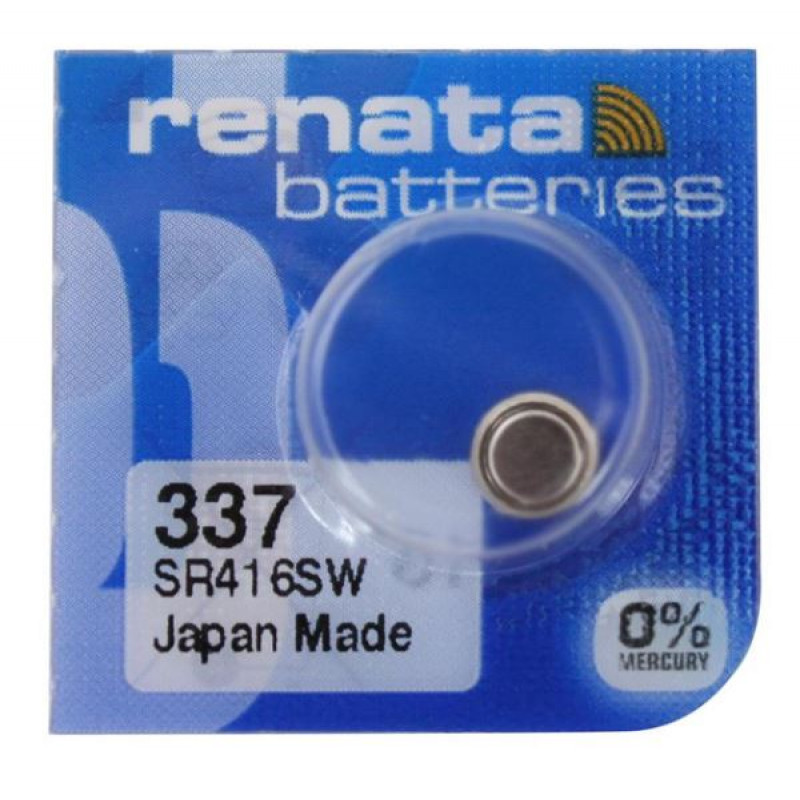 renata
batteries
337
SR416SW
Japan Made
0%
MERCURY